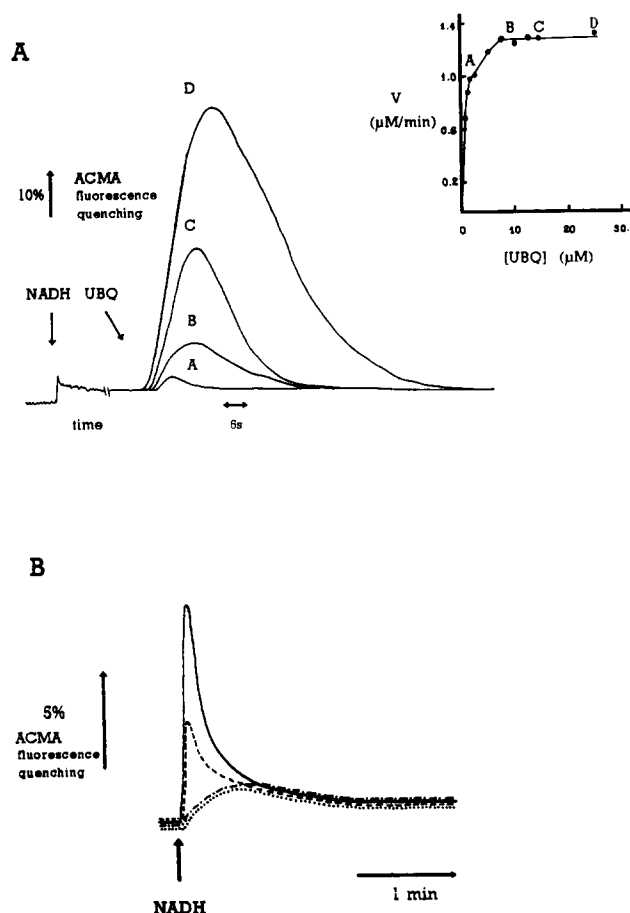 A
D
10%
ACMA
fluorescence
quenching
C
NADH UBQ
B
A
time
6s
1.4
1.0
0.6
0.2
V
(µM/min)
A
B
C
D
0
10
20
30.
[UBQ] (µM)
B
5%
ACMA
fluorescence
quenching
NADH
1 min